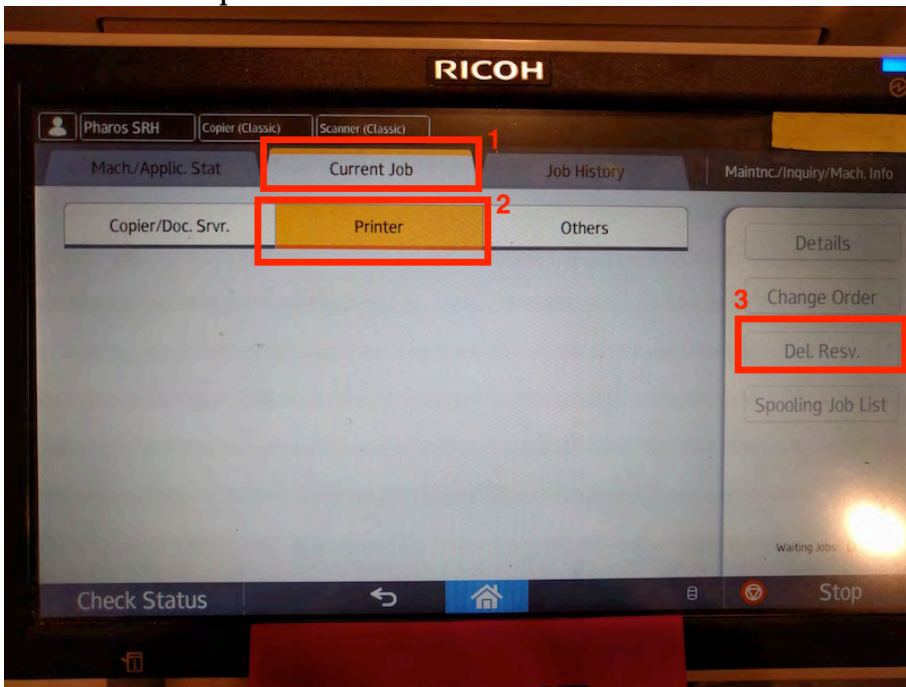 RICOH
Pharos SRH Copier (Classic) Scanner (Classic)
1
Mach./Applic. Stat Current Job Job History Maintnc./Inquiry/Mach. Info
2
Copier/Doc. Srvr. Printer Others
Details
3 Change Order
Del. Resv.
Spooling Job List
Waiting Jobs:
Check Status Stop